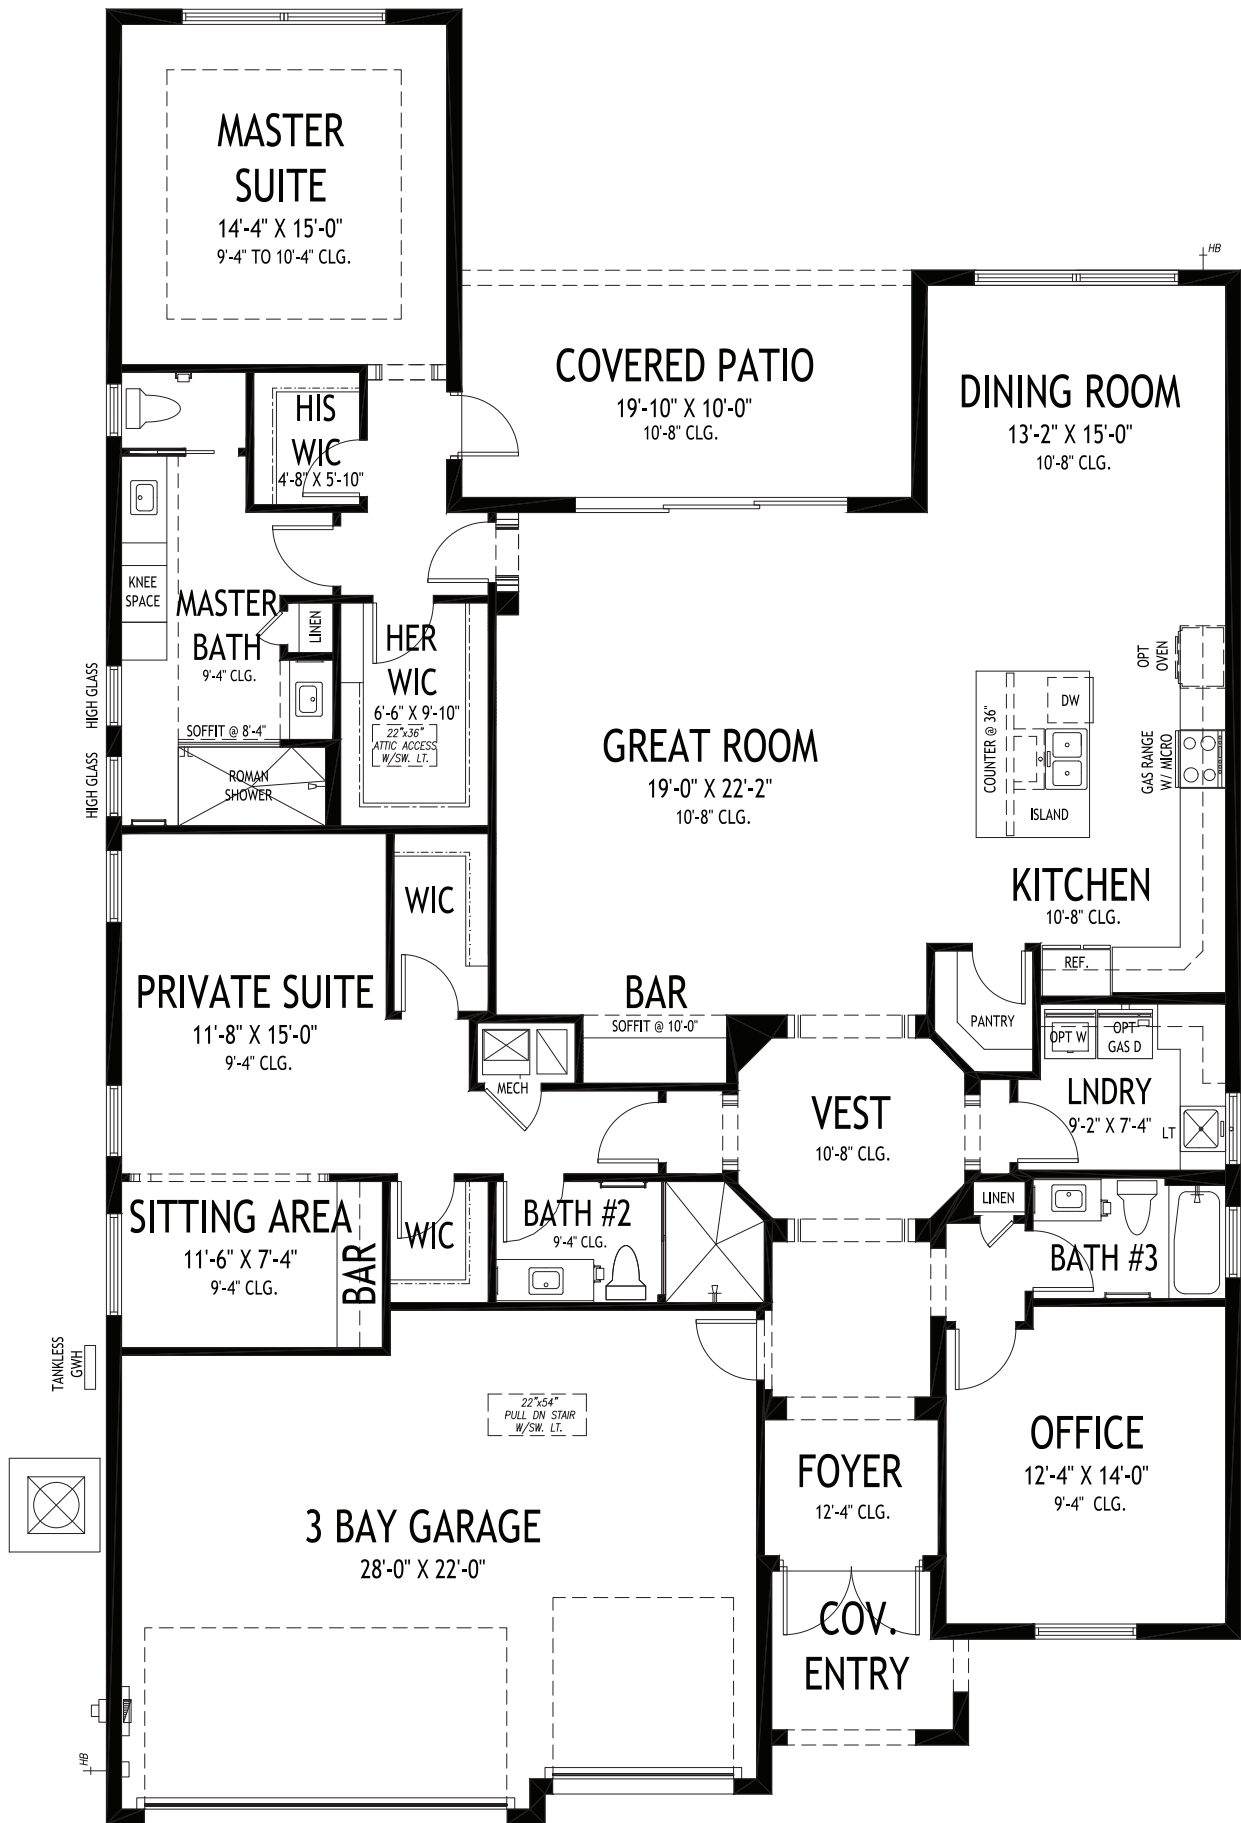 MASTER
SUITE
14'-4" X 15'-0"
9'-4" TO 10'-4" CLG.
HB
COVERED PATIO
19'-10" X 10'-0"
10'-8" CLG.
DINING ROOM
13'-2" X 15'-0"
10'-8" CLG.
HIS
WIC
4'-8" X 5'-10"
KNEE
SPACE
MASTER
BATH
9'-4" CLG.
LINEN
HER
WIC
6'-6" X 9'-10"
22"x36"
ATTIC ACCESS
W/SW. LT.
HIGH GLASS
SOFFIT @ 8'-4"
HIGH GLASS
ROMAN
SHOWER
GREAT ROOM
19'-0" X 22'-2"
10'-8" CLG.
OPT
OVEN
DW
COUNTER @ 36"
GAS RANGE
W/ MICRO
ISLAND
KITCHEN
10'-8" CLG.
REF.
WIC
PRIVATE SUITE
11'-8" X 15'-0"
9'-4" CLG.
BAR
SOFFIT @ 10'-0"
PANTRY
OPT W
OPT
GAS D
MECH
VEST
10'-8" CLG.
LNDRY
9'-2" X 7'-4"
LT
SITTING AREA
11'-6" X 7'-4"
9'-4" CLG.
BAR
WIC
BATH #2
9'-4" CLG.
LINEN
BATH #3
TANKLESS
GWH
22"x54"
PULL DN STAIR
W/SW. LT.
FOYER
12'-4" CLG.
OFFICE
12'-4" X 14'-0"
9'-4" CLG.
3 BAY GARAGE
28'-0" X 22'-0"
COV.
ENTRY
HB